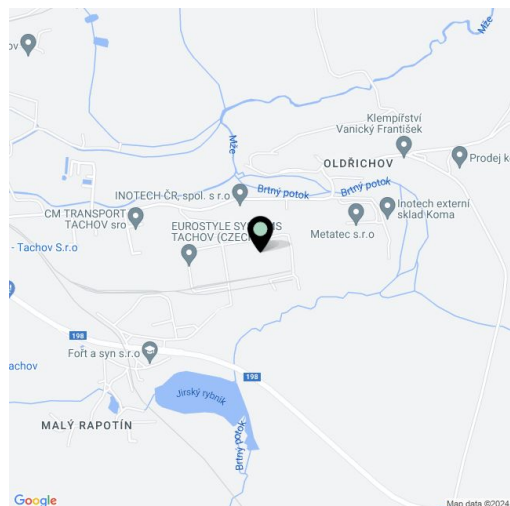 ov
Mže
Klempířství
Vanický František
Mže
OLDŘICHOV
Prodej k
INOTECH-ČR, spol. s r.o
Brtný potok
Brtný potok
CM TRANSPORT
TACHOV sro
Inotech externí
sklad Koma
EUROSTYLE SY
MS
TACHOV (CZEC
Metatec s.r.o
- Tachov S.r.o
198
Fořt a syn s.r.o
achov
198
Jirský rybník
MALÝ RAPOTÍN
Brtný potok
Google
Map data ©2024